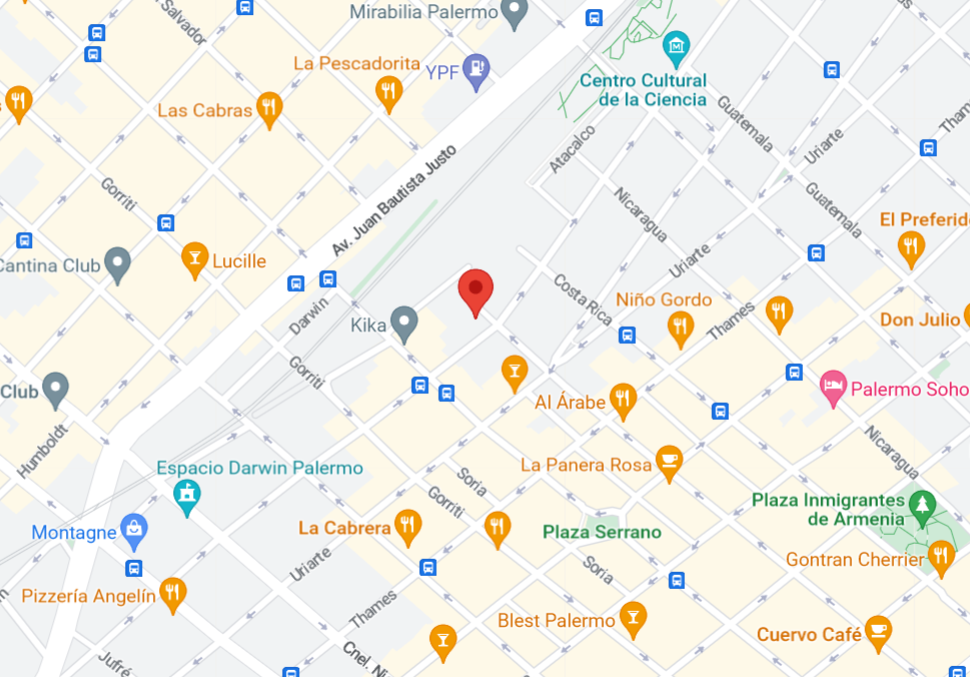 Salvador
Mirabilia Palermo
La Pescadorita
YPF
Centro Cultural
de la Ciencia
Las Cabras
Guatemala
Uriarte
Atacalco
Av. Juan Bautista Justo
Gorriti
Nicaragua
Guatemala
El Preferido
Cantina Club
Lucille
Uriarte
Costa Rica
Darwin
Niño Gordo
Thames
Don Julio
Kika
Gorriti
Club
Al Árabe
Palermo Soho
Humboldt
Nicaragua
Espacio Darwin Palermo
La Panera Rosa
Soria
Gorriti
Plaza Inmigrantes
de Armenia
Montagne
La Cabrera
Plaza Serrano
Uriarte
Soria
Gontran Cherrier
Pizzería Angelín
Thames
Blest Palermo
Cuervo Café
Jufré
Cnel. Ni